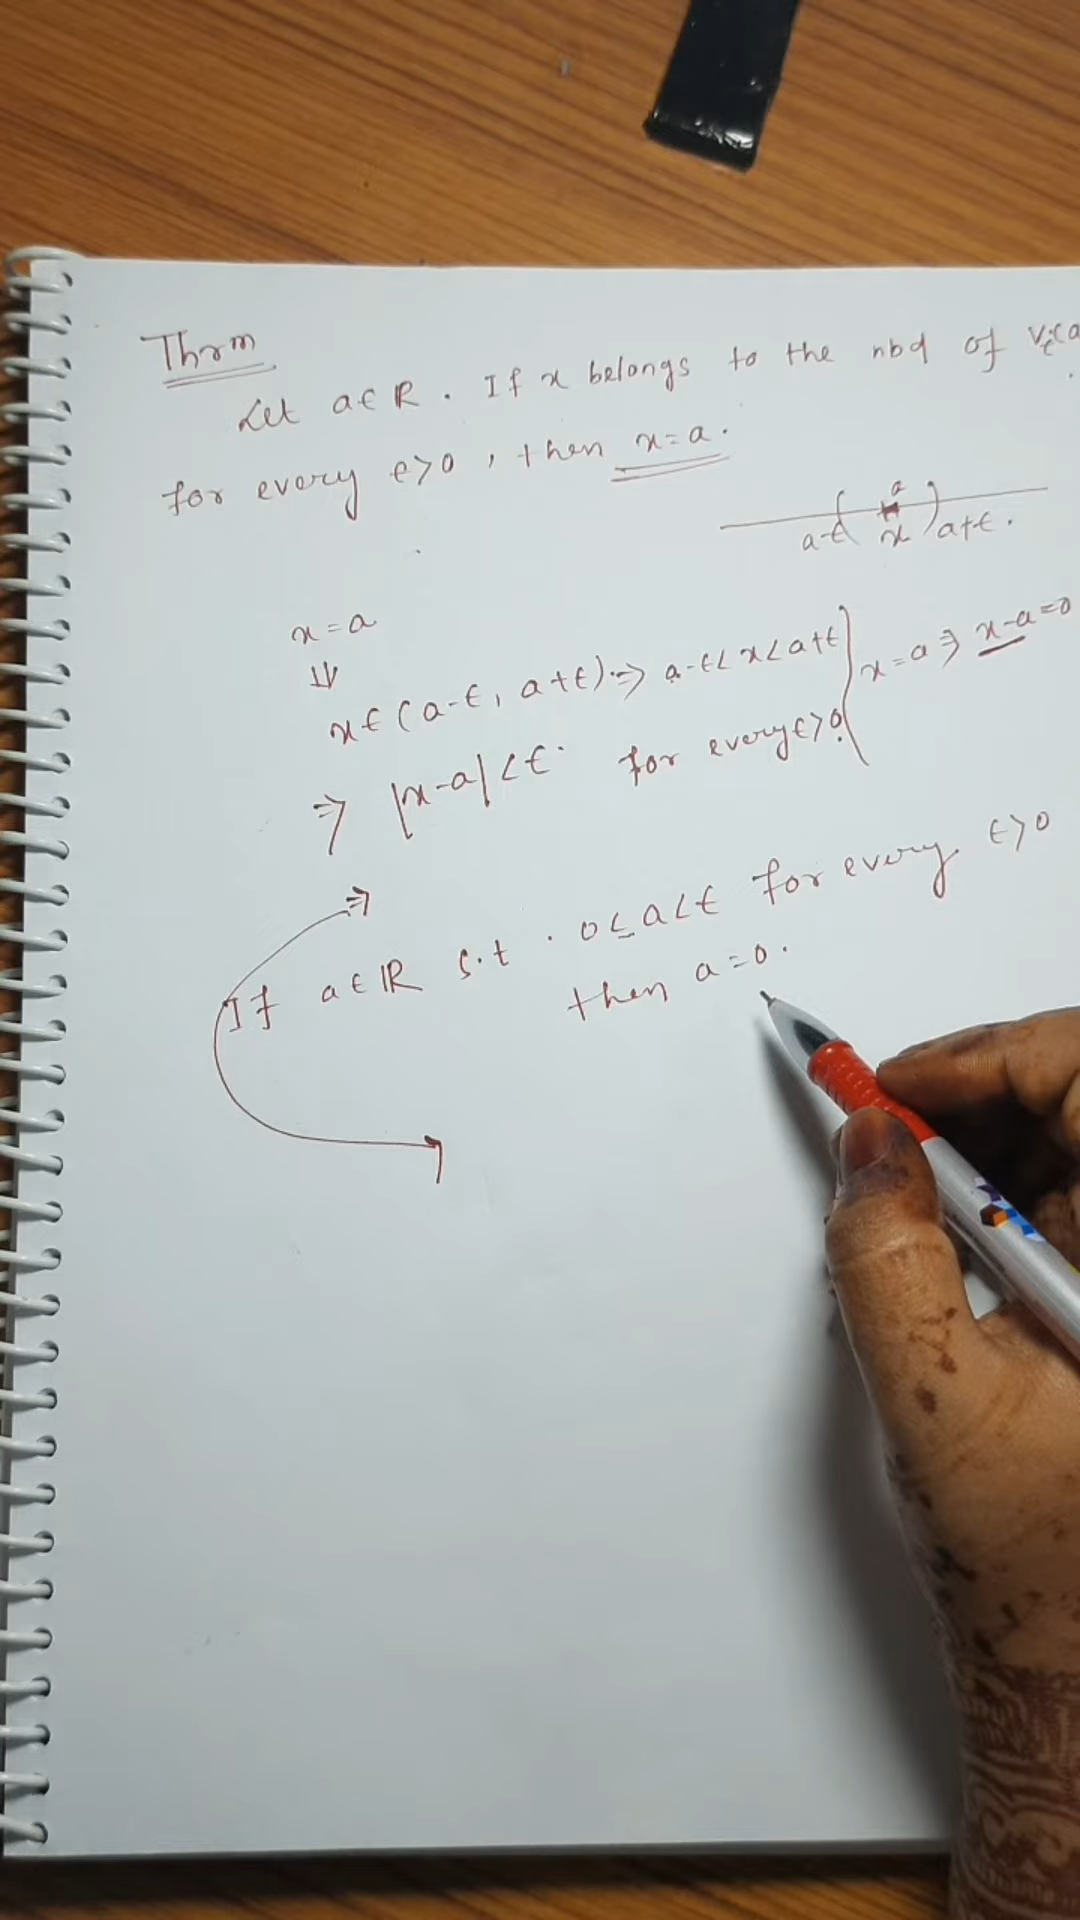 Thrm
Let a∈R. If x belongs to the nbd of Vε(a
for every ε>0, then x=a.
a
a-ε x a+ε.
x=a
⇓
x∈(a-ε, a+ε). ⇒ a-ε<x<a+ε
x=a ⇒ x-a=0
⇒ |x-a|<ε. for every ε>0.
⇒
If a∈R s.t. 0≤a<ε for every ε>0
then a=0.